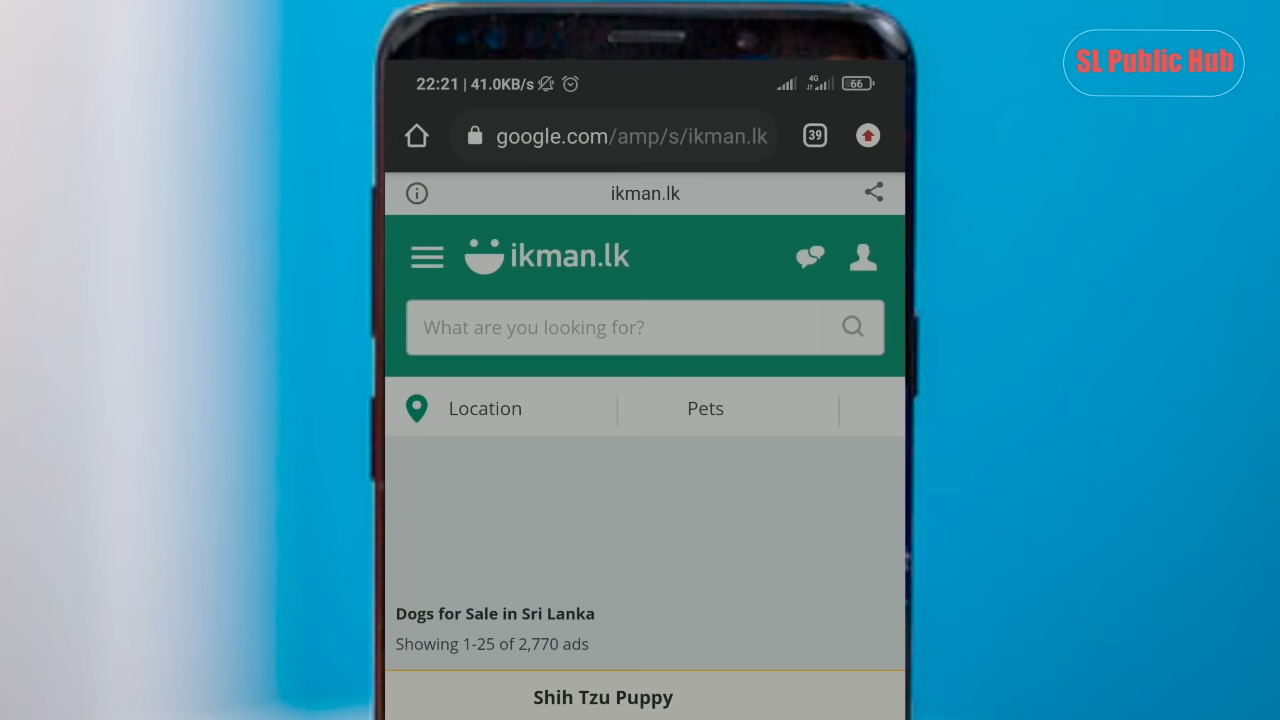 SL Public Hub
22:21 | 41.0KB/s
4G
66
google.com/amp/s/ikman.lk
39
ikman.lk
ikman.lk
What are you looking for?
Location
Pets
Dogs for Sale in Sri Lanka
Showing 1-25 of 2,770 ads
Shih Tzu Puppy